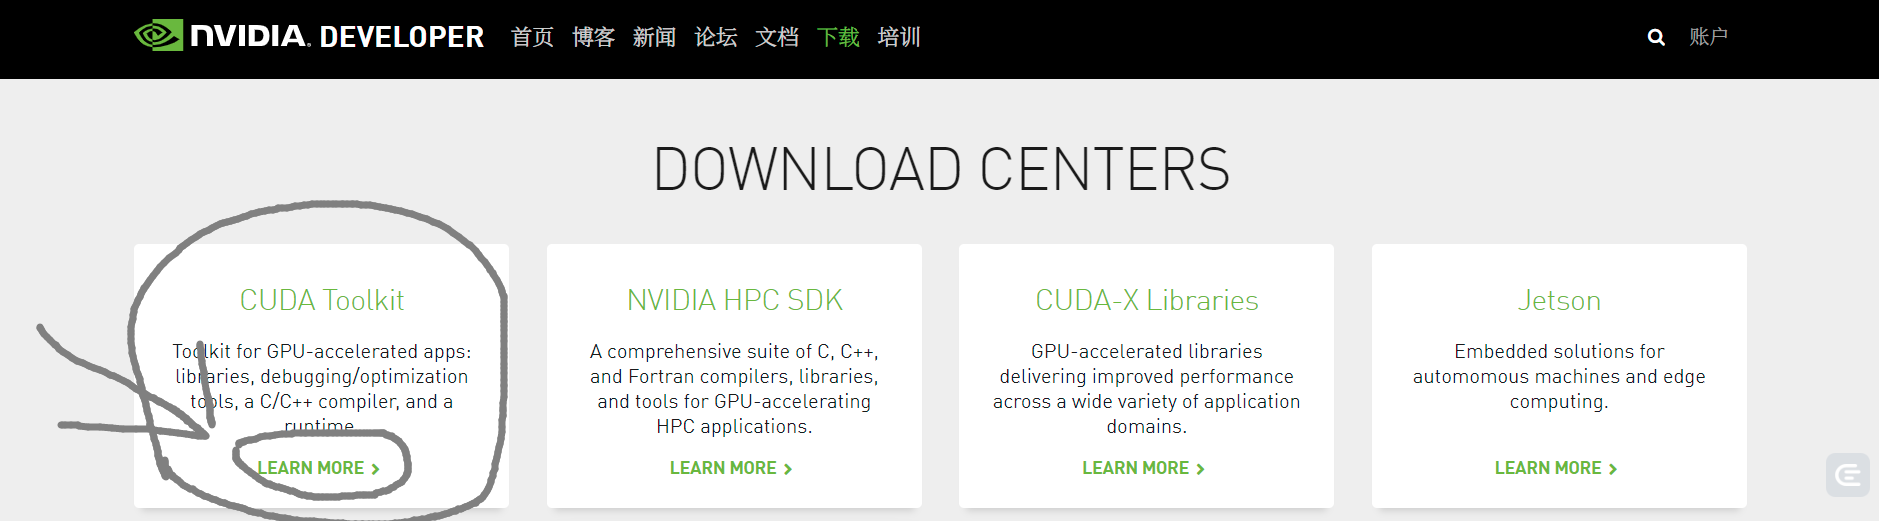 NVIDIA. DEVELOPER 首页 博客 新闻 论坛 文档 下载 培训 账户
DOWNLOAD CENTERS
CUDA Toolkit
Toolkit for GPU-accelerated apps:
libraries, debugging/optimization
tools, a C/C++ compiler, and a
runtime.
LEARN MORE
NVIDIA HPC SDK
A comprehensive suite of C, C++,
and Fortran compilers, libraries,
and tools for GPU-accelerating
HPC applications.
LEARN MORE
CUDA-X Libraries
GPU-accelerated libraries
delivering improved performance
across a wide variety of application
domains.
LEARN MORE
Jetson
Embedded solutions for
automomous machines and edge
computing.
LEARN MORE